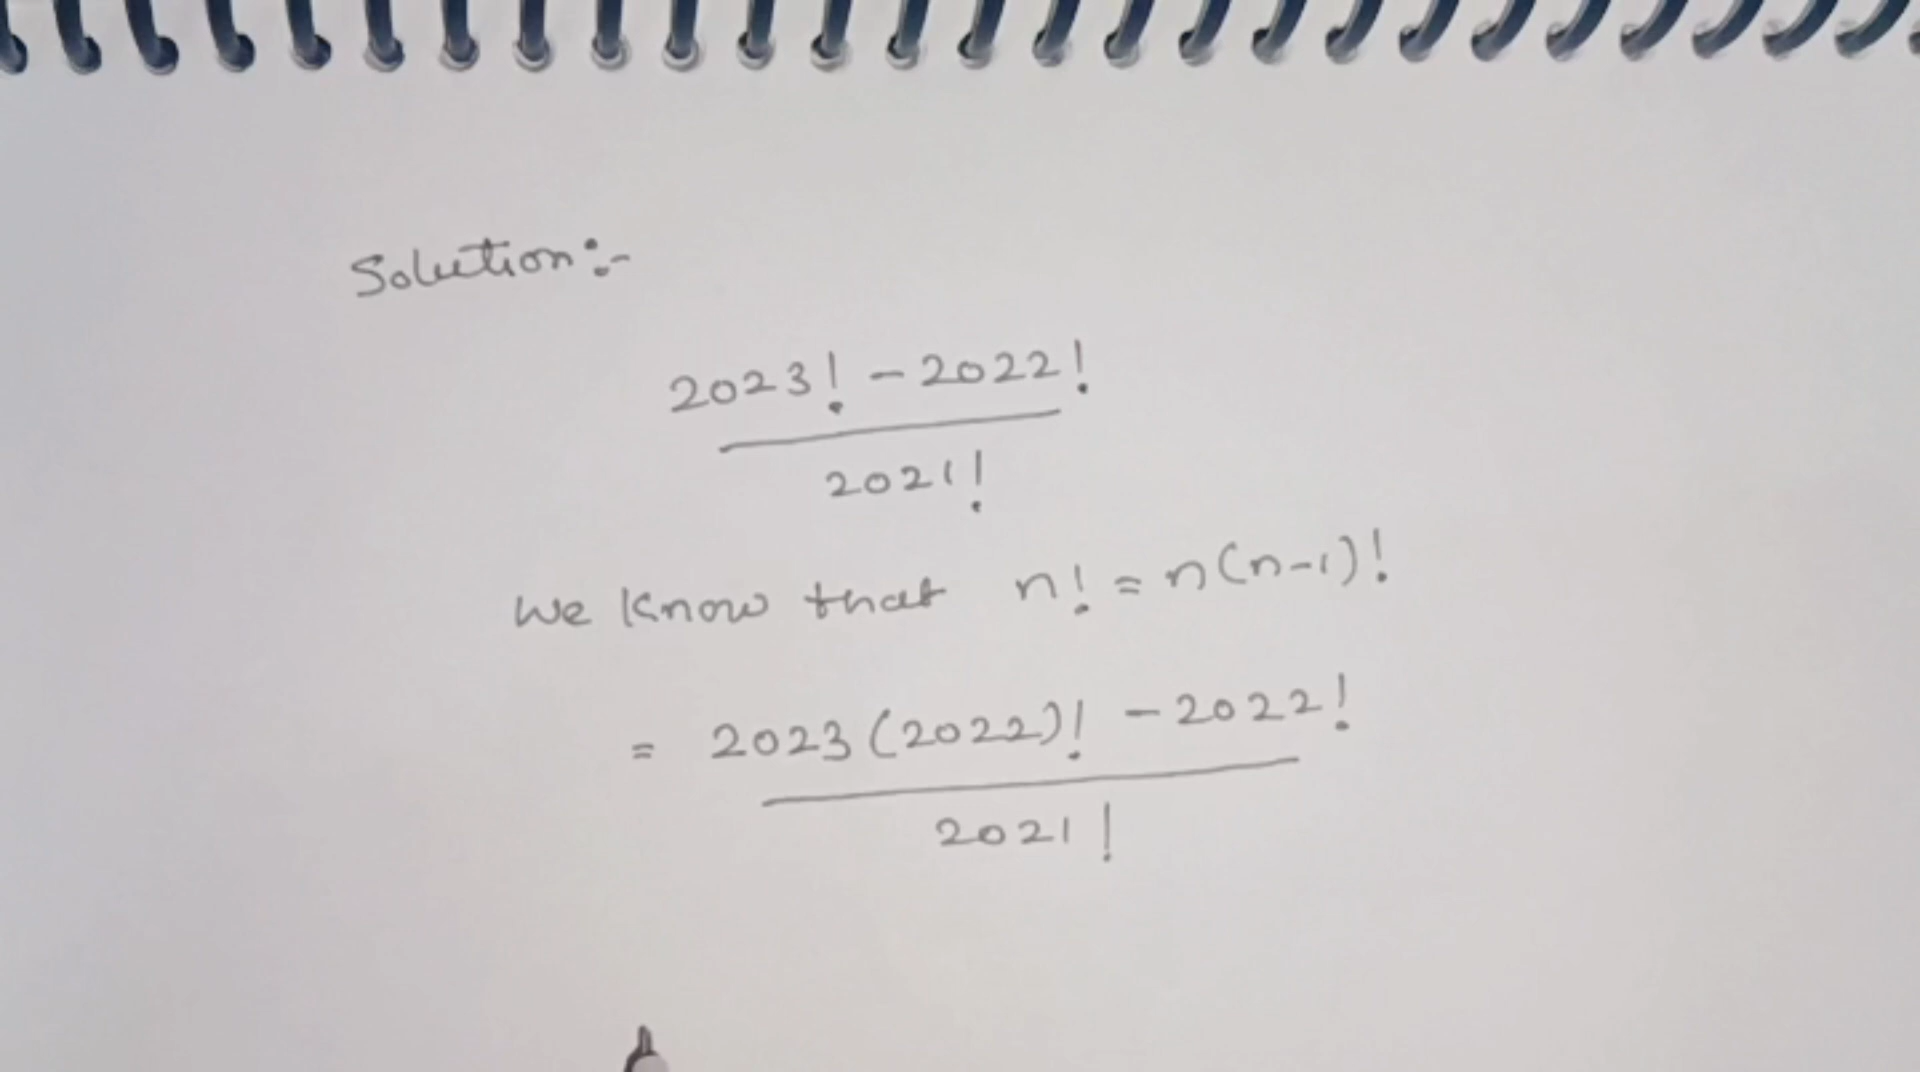 Solution:-
2023! - 2022!
2021!
We know that n! = n(n-1)!
= 2023(2022)! - 2022!
2021!